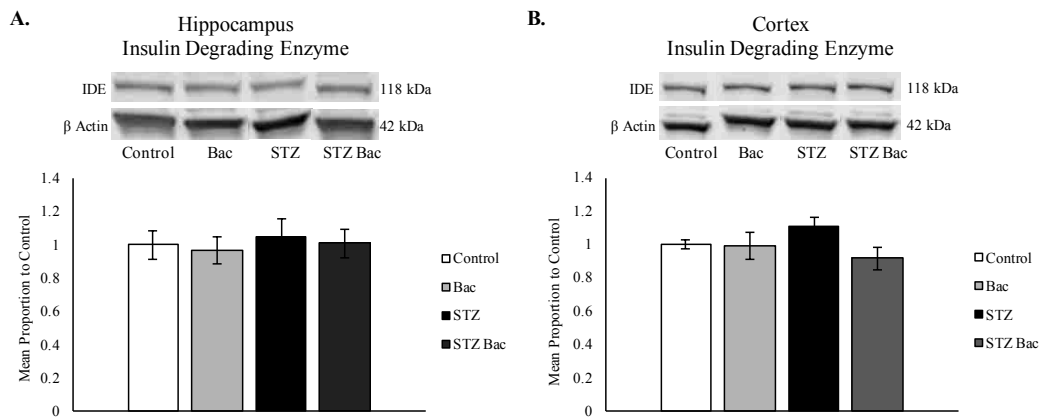 A.
Hippocampus
Insulin Degrading Enzyme
IDE
118 kDa
β Actin
42 kDa
Control Bac STZ STZ Bac
Mean Proportion to Control
1.4
1.2
1
0.8
0.6
0.4
0.2
0
Control
Bac
STZ
STZ Bac
B.
Cortex
Insulin Degrading Enzyme
IDE
118 kDa
β Actin
42 kDa
Control Bac STZ STZ Bac
Mean Proportion to Control
1.4
1.2
1
0.8
0.6
0.4
0.2
0
Control
Bac
STZ
STZ Bac